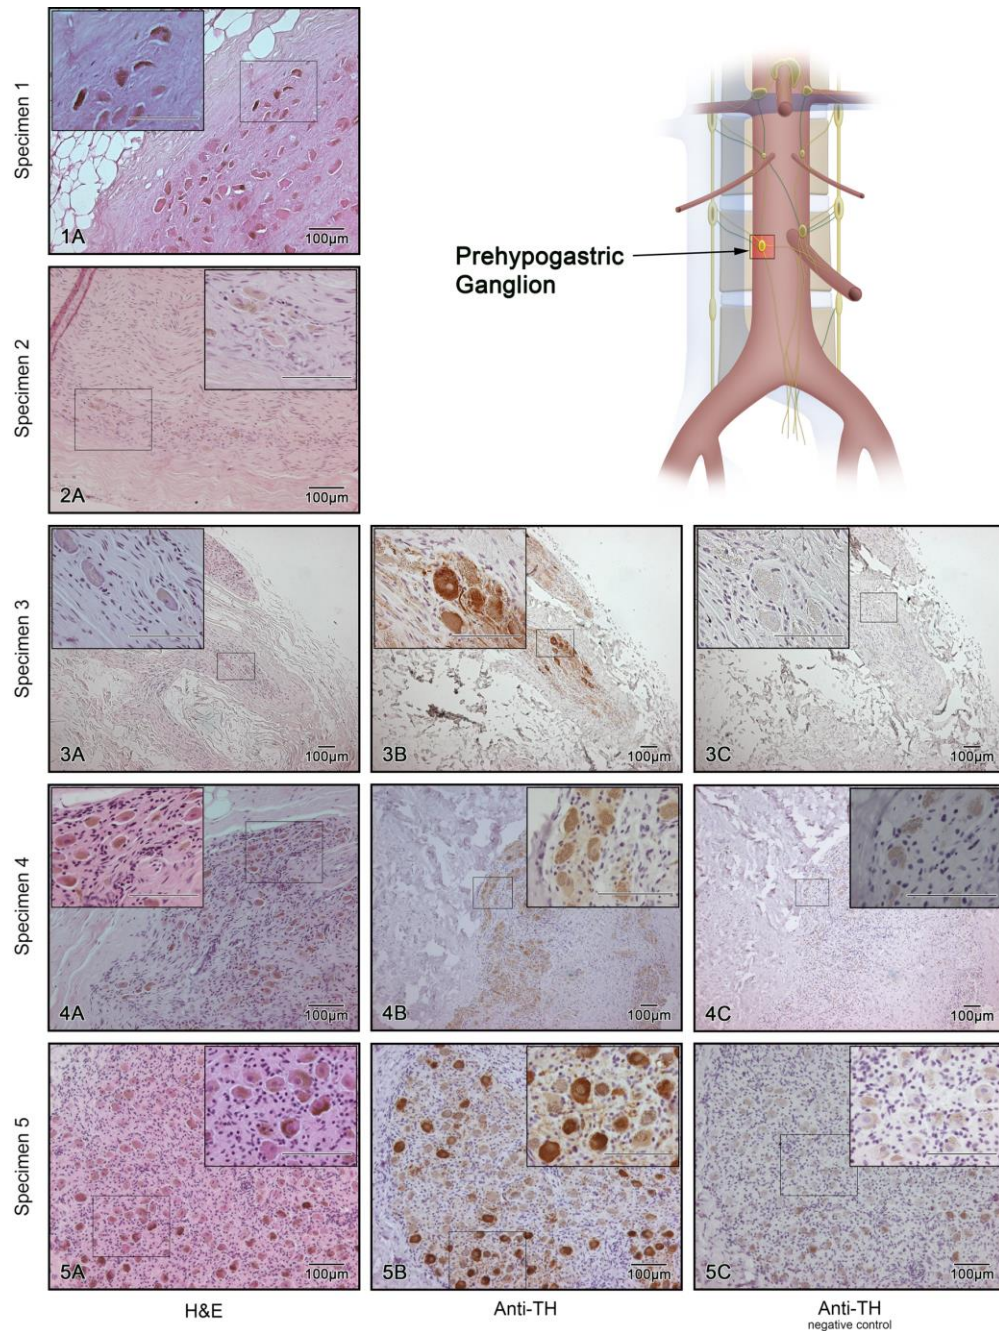 Specimen 1
1A
100µm
Prehypogastric
Ganglion
Specimen 2
2A
100µm
Specimen 3
3A
100µm
3B
100µm
3C
100µm
Specimen 4
4A
100µm
4B
100µm
4C
100µm
Specimen 5
5A
100µm
5B
100µm
5C
100µm
H&E
Anti-TH
Anti-TH
negative control